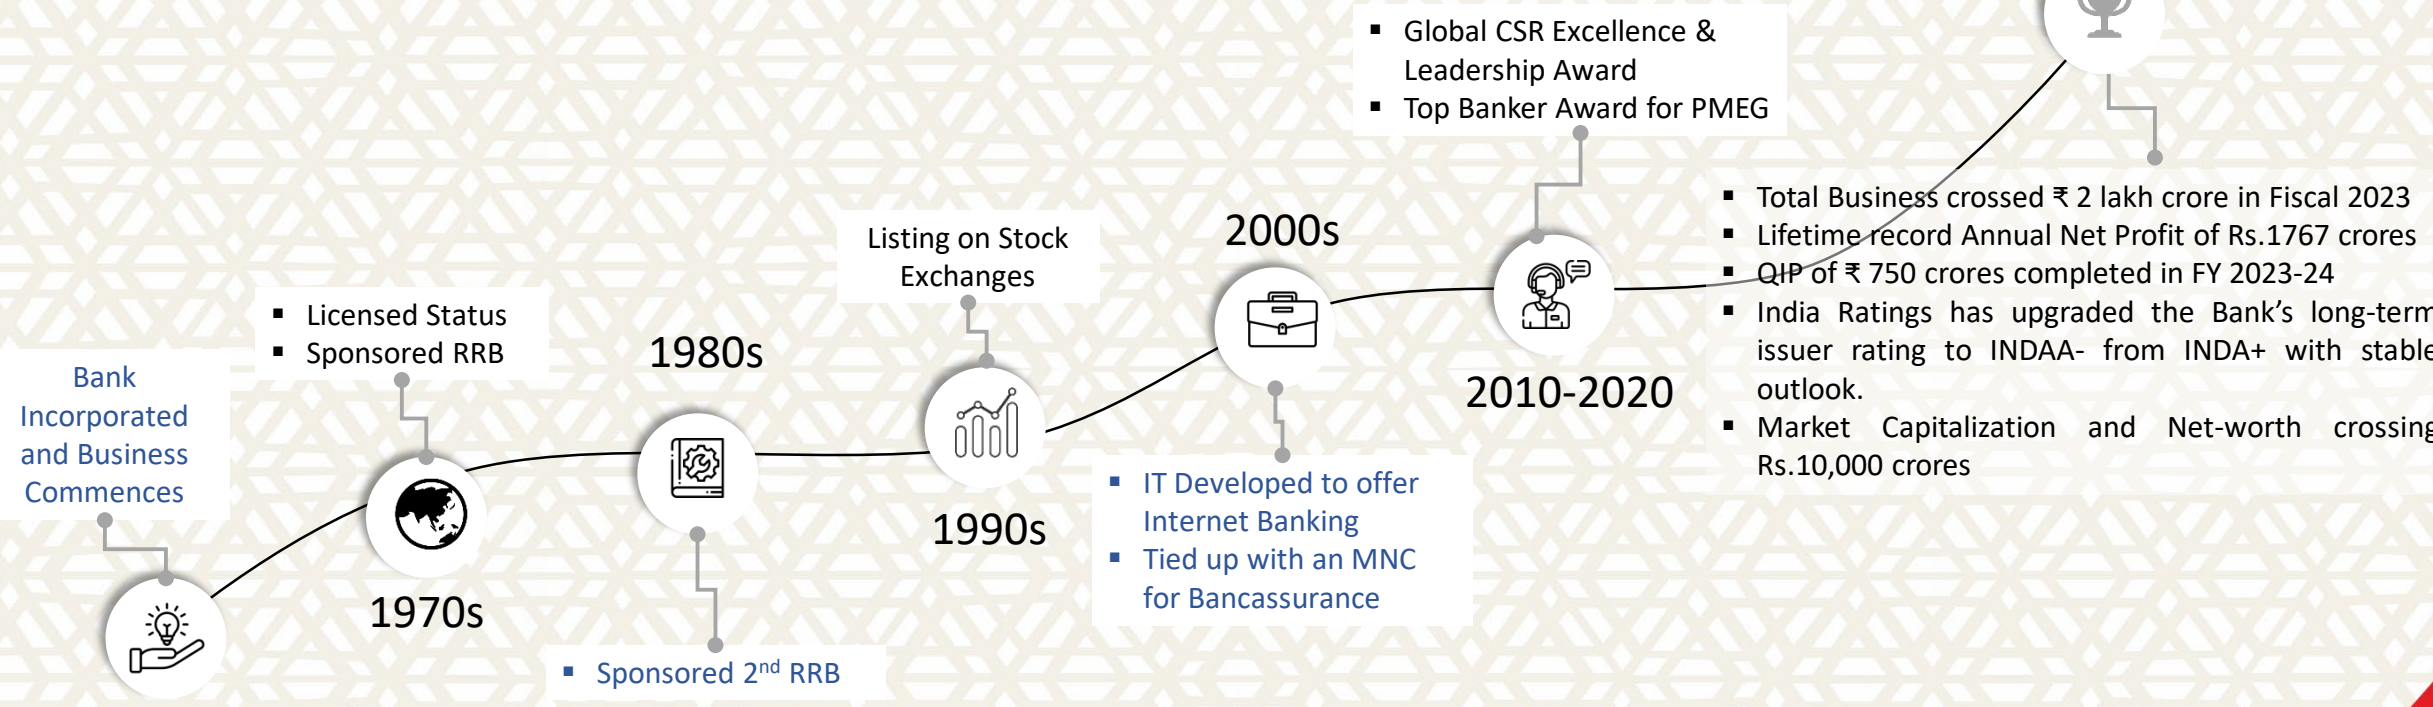 Bank
Incorporated
and Business
Commences
▪ Licensed Status
▪ Sponsored RRB
1970s
1980s
▪ Sponsored 2nd RRB
Listing on Stock
Exchanges
1990s
2000s
▪ IT Developed to offer
Internet Banking
▪ Tied up with an MNC
for Bancassurance
▪ Global CSR Excellence &
Leadership Award
▪ Top Banker Award for PMEG
2010-2020
▪ Total Business crossed ₹ 2 lakh crore in Fiscal 2023
▪ Lifetime record Annual Net Profit of Rs.1767 crores
▪ QIP of ₹ 750 crores completed in FY 2023-24
▪ India Ratings has upgraded the Bank’s long-term
issuer rating to INDAA- from INDA+ with stable
outlook.
▪ Market Capitalization and Net-worth crossing
Rs.10,000 crores